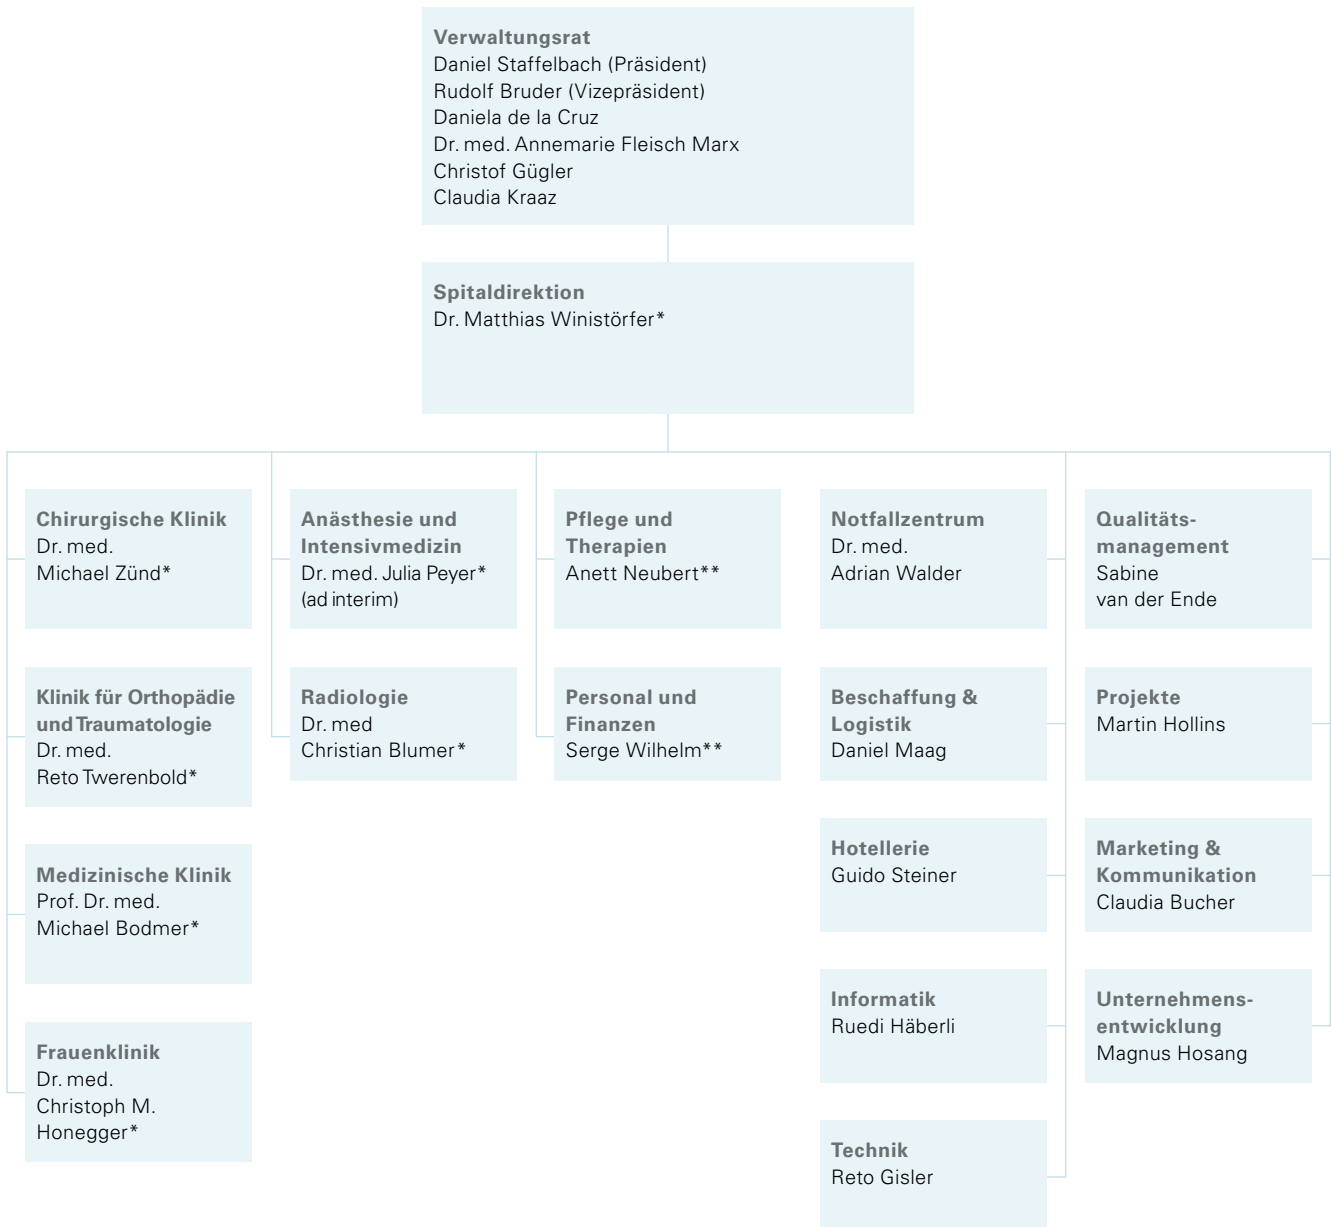 Verwaltungsrat
Daniel Staffelbach (Präsident)
Rudolf Bruder (Vizepräsident)
Daniela de la Cruz
Dr. med. Annemarie Fleisch Marx
Christof Gügler
Claudia Kraaz
Spitaldirektion
Dr. Matthias Winistörfer*
Chirurgische Klinik
Dr. med.
Michael Zünd*
Klinik für Orthopädie
und Traumatologie
Dr. med.
Reto Twerenbold*
Medizinische Klinik
Prof. Dr. med.
Michael Bodmer*
Frauenklinik
Dr. med.
Christoph M.
Honegger*
Anästhesie und
Intensivmedizin
Dr. med. Julia Peyer*
(ad interim)
Radiologie
Dr. med
Christian Blumer*
Pflege und
Therapien
Anett Neubert**
Personal und
Finanzen
Serge Wilhelm**
Notfallzentrum
Dr. med.
Adrian Walder
Beschaffung &
Logistik
Daniel Maag
Hotellerie
Guido Steiner
Informatik
Ruedi Häberli
Technik
Reto Gisler
Qualitäts-
management
Sabine
van der Ende
Projekte
Martin Hollins
Marketing &
Kommunikation
Claudia Bucher
Unternehmens-
entwicklung
Magnus Hosang